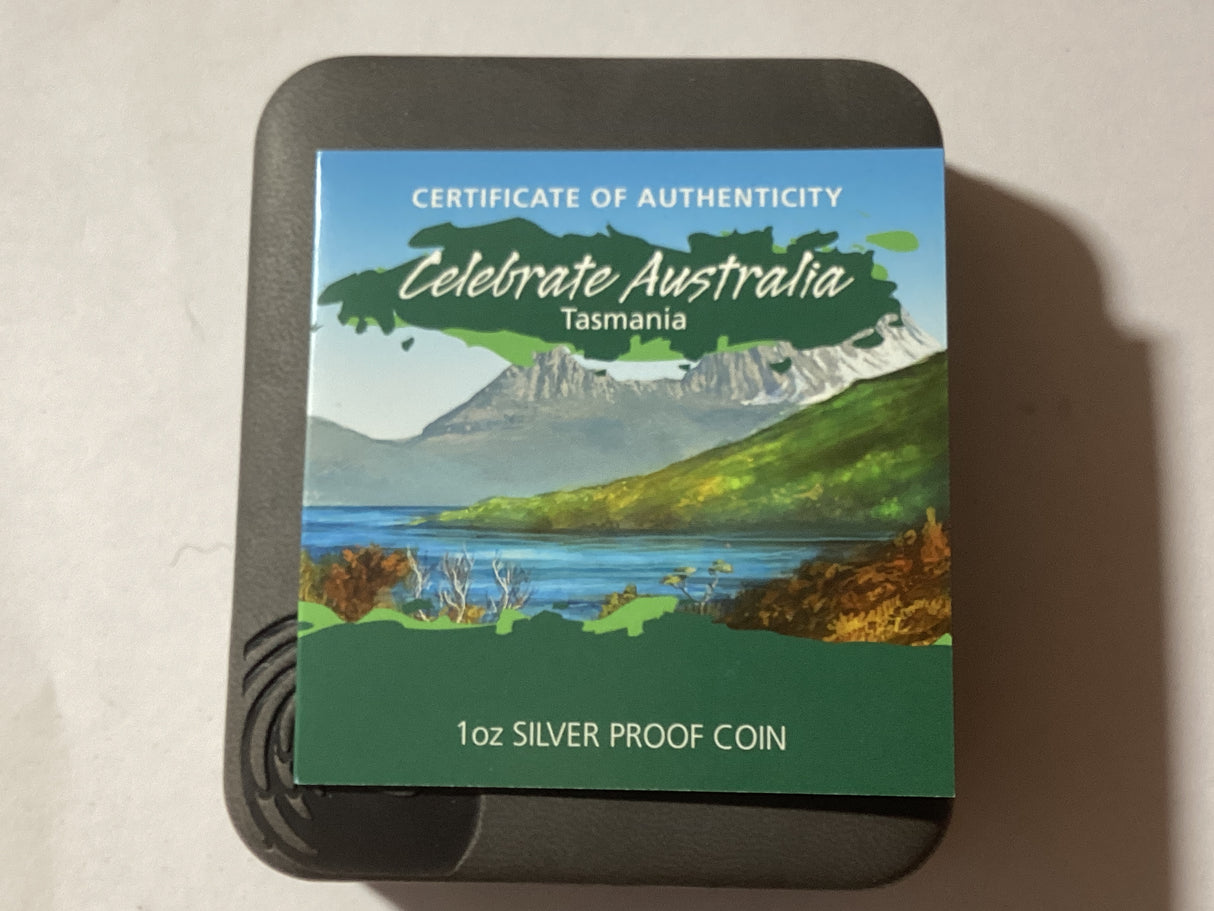 CERTIFICATE OF AUTHENTICITY
Celebrate Australia
Tasmania
1oz SILVER PROOF COIN